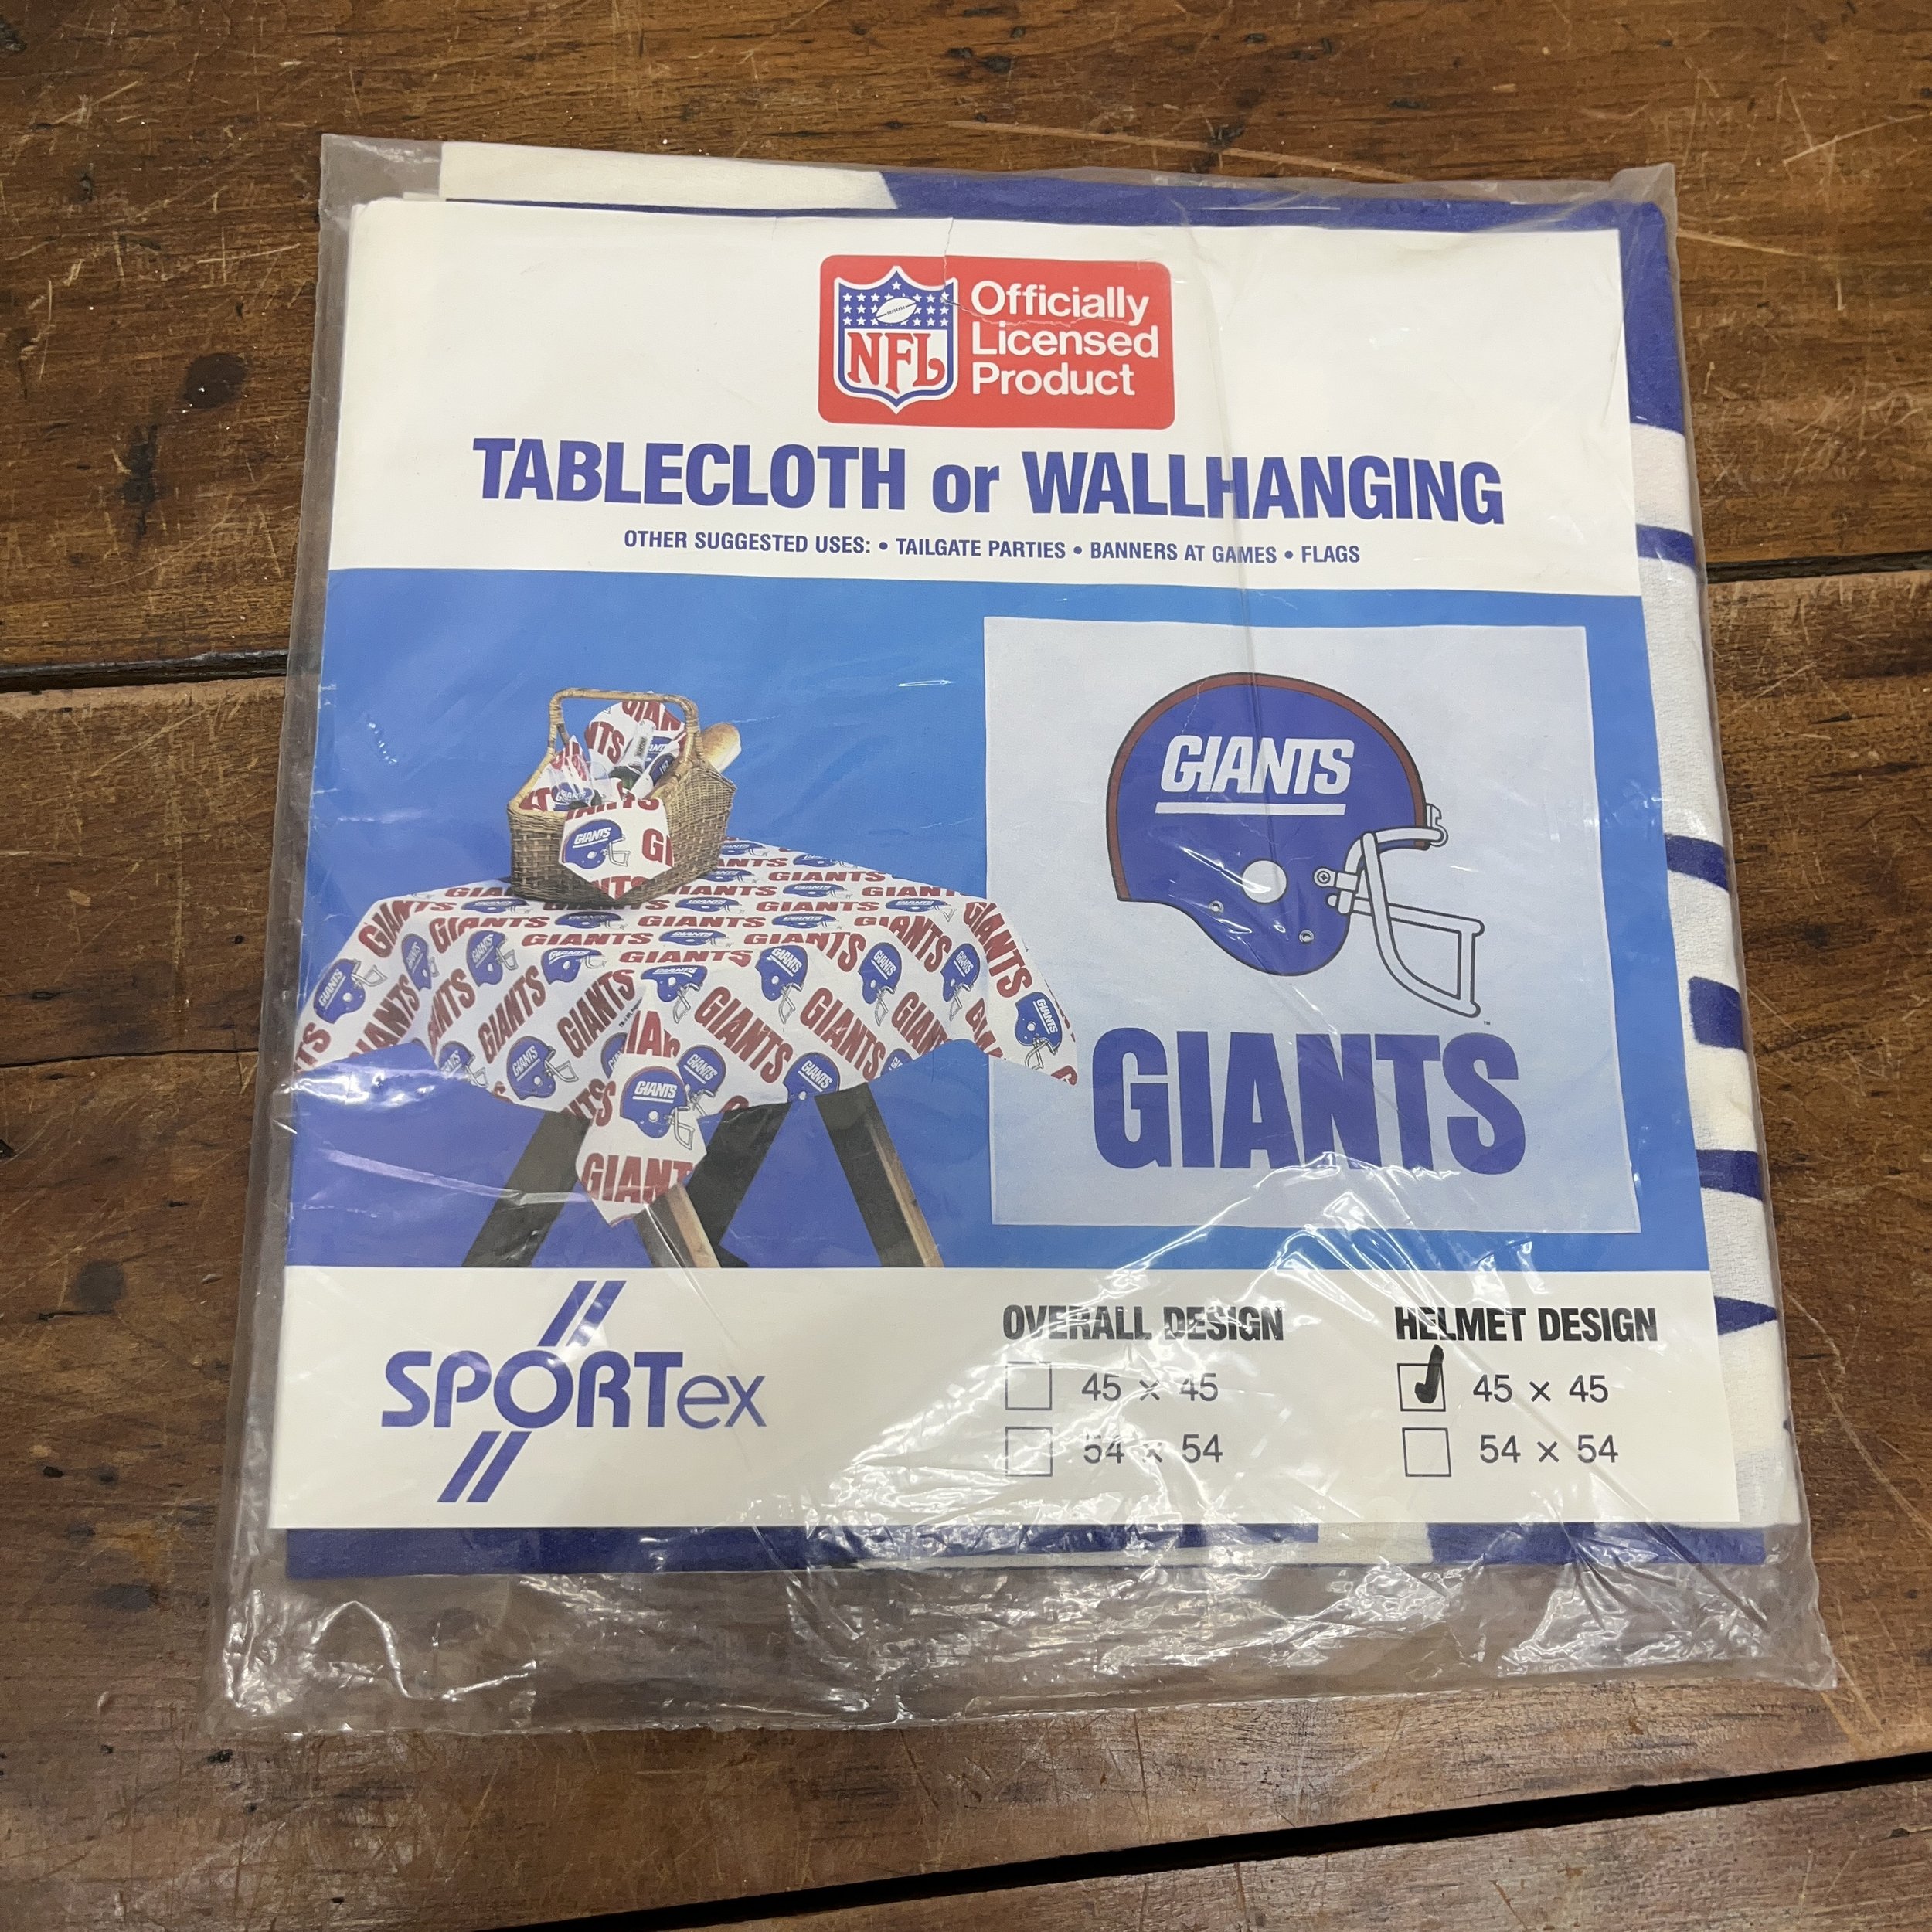 NFL
Officially
Licensed
Product
TABLECLOTH or WALLHANGING
OTHER SUGGESTED USES: • TAILGATE PARTIES • BANNERS AT GAMES • FLAGS
GIANTS
GIANTS
SPORTex
OVERALL DESIGN
45 × 45
54 × 54
HELMET DESIGN
45 × 45
54 × 54